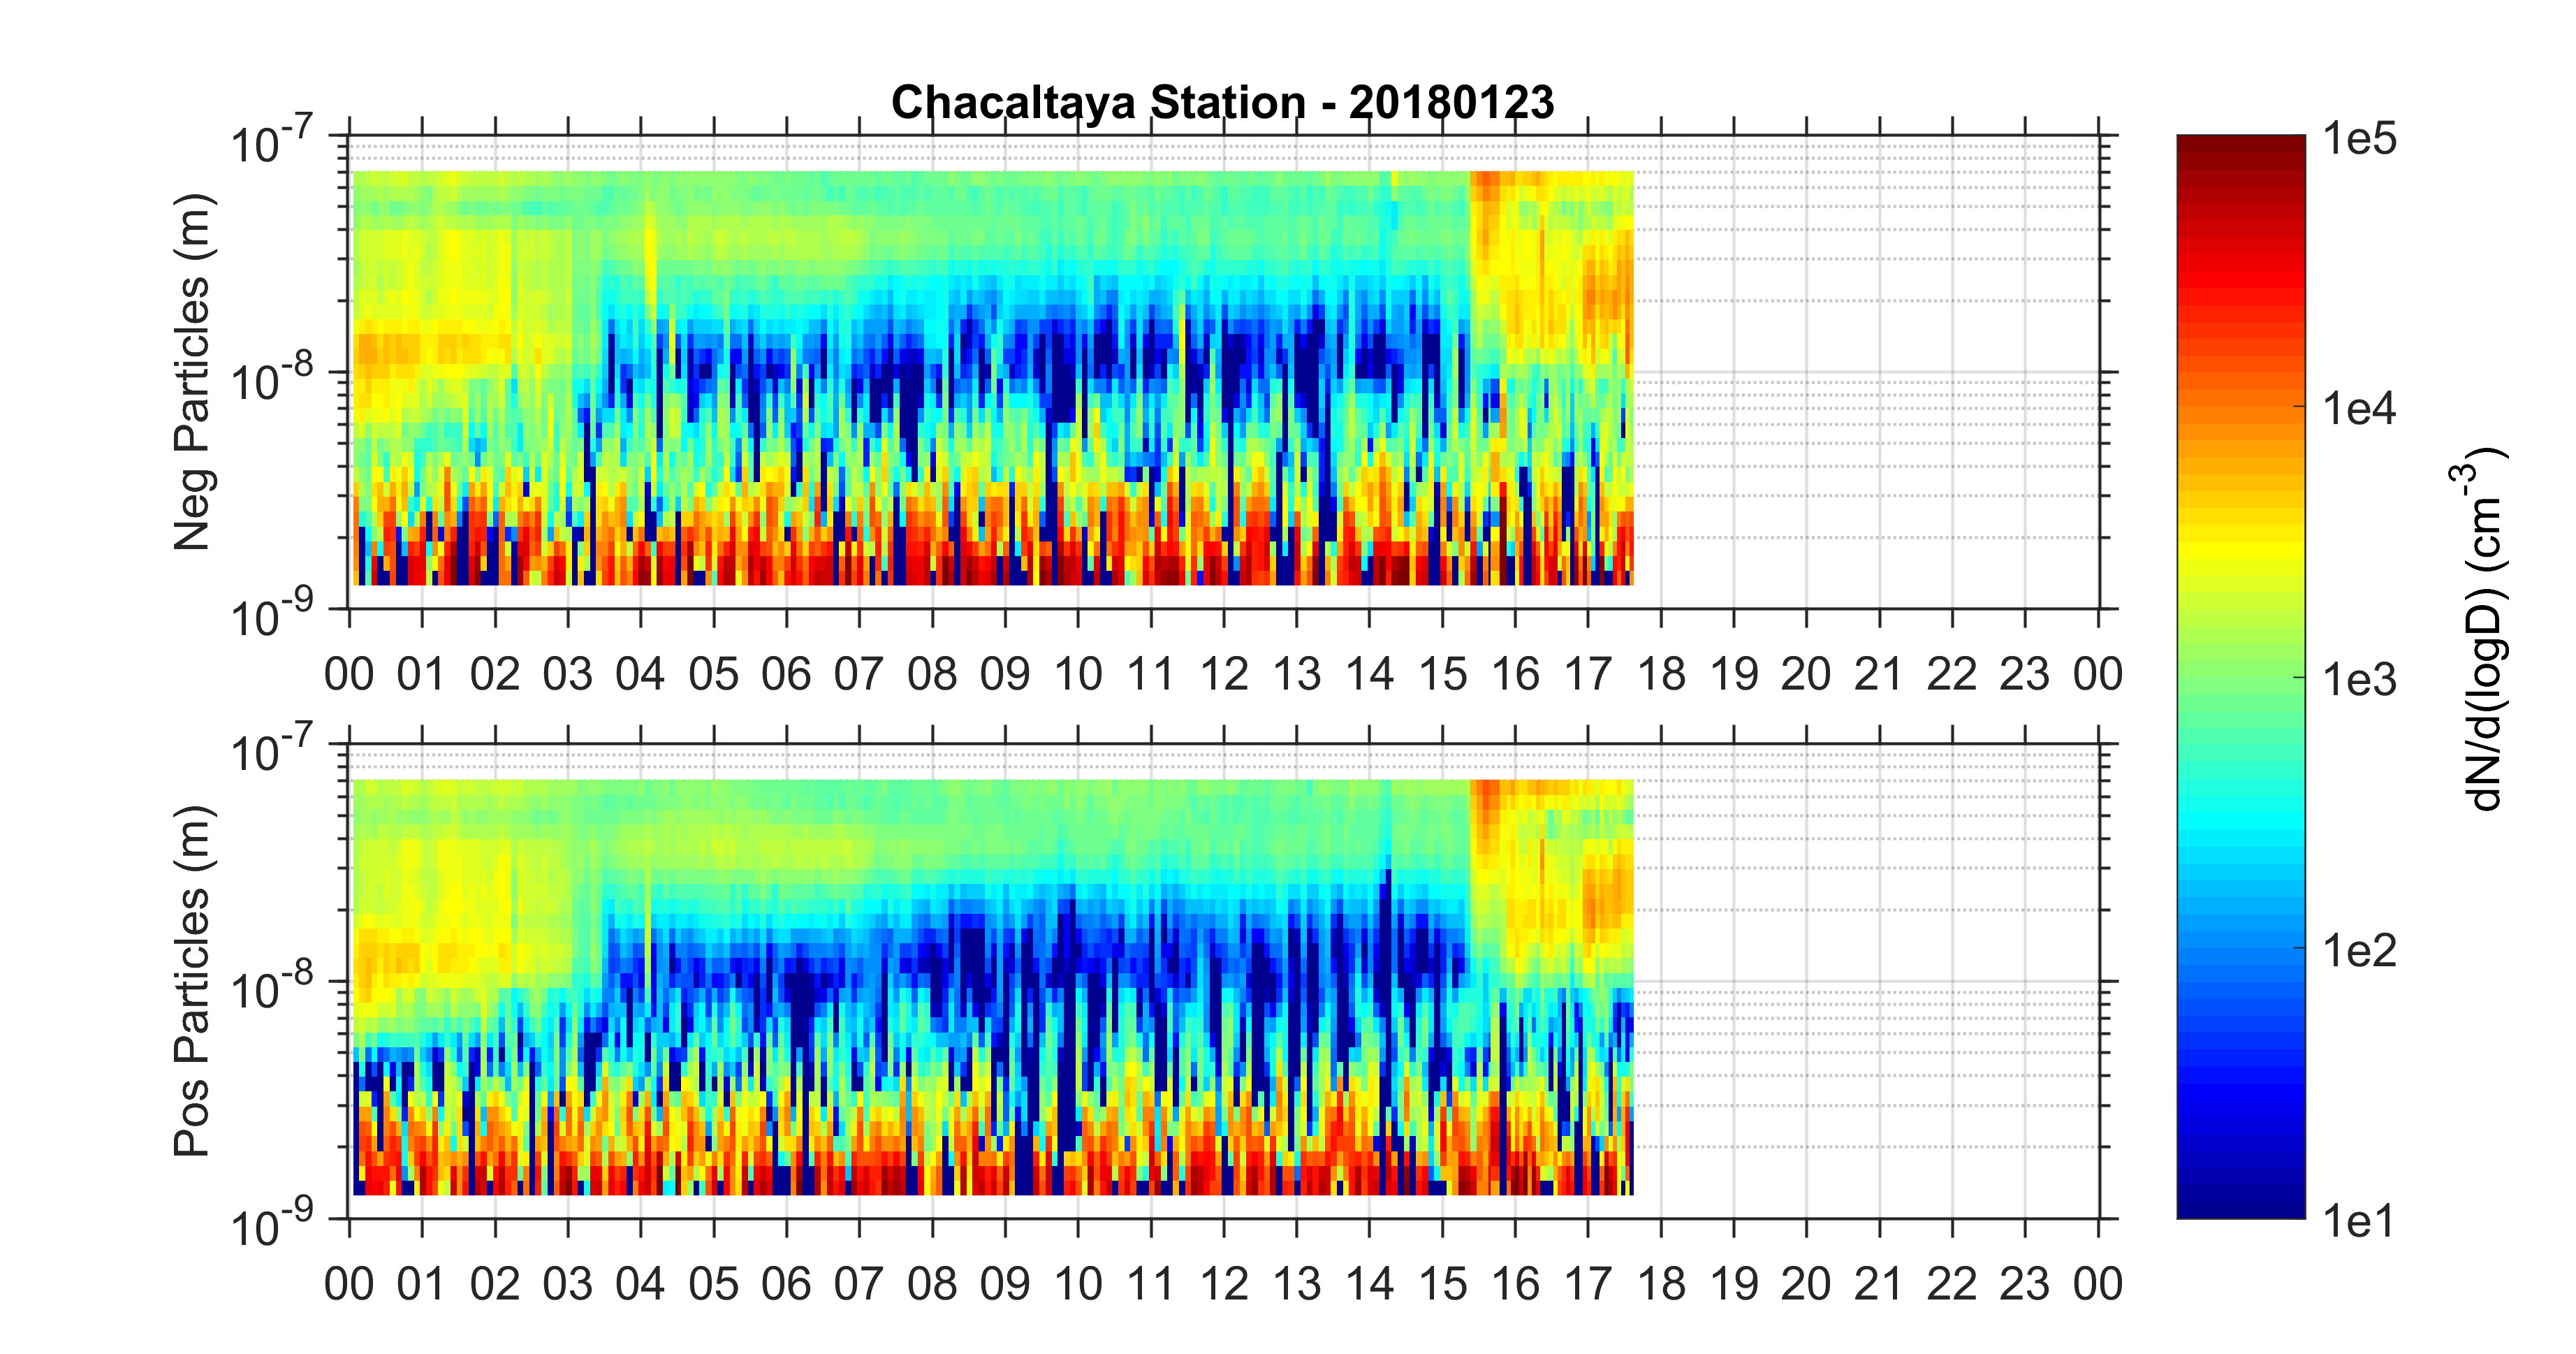 Chacaltaya Station - 20180123
Neg Particles (m)
10-7
10-8
10-9
00 01 02 03 04 05 06 07 08 09 10 11 12 13 14 15 16 17 18 19 20 21 22 23 00
Pos Particles (m)
10-7
10-8
10-9
00 01 02 03 04 05 06 07 08 09 10 11 12 13 14 15 16 17 18 19 20 21 22 23 00
1e5
1e4
1e3
1e2
1e1
dN/d(logD) (cm-3)